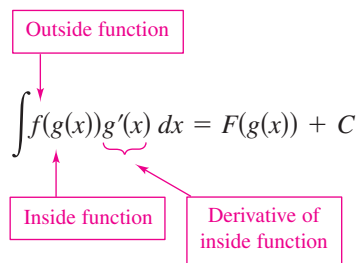 Outside function
∫f(g(x))g′(x) dx = F(g(x)) + C
Inside function
Derivative of
inside function